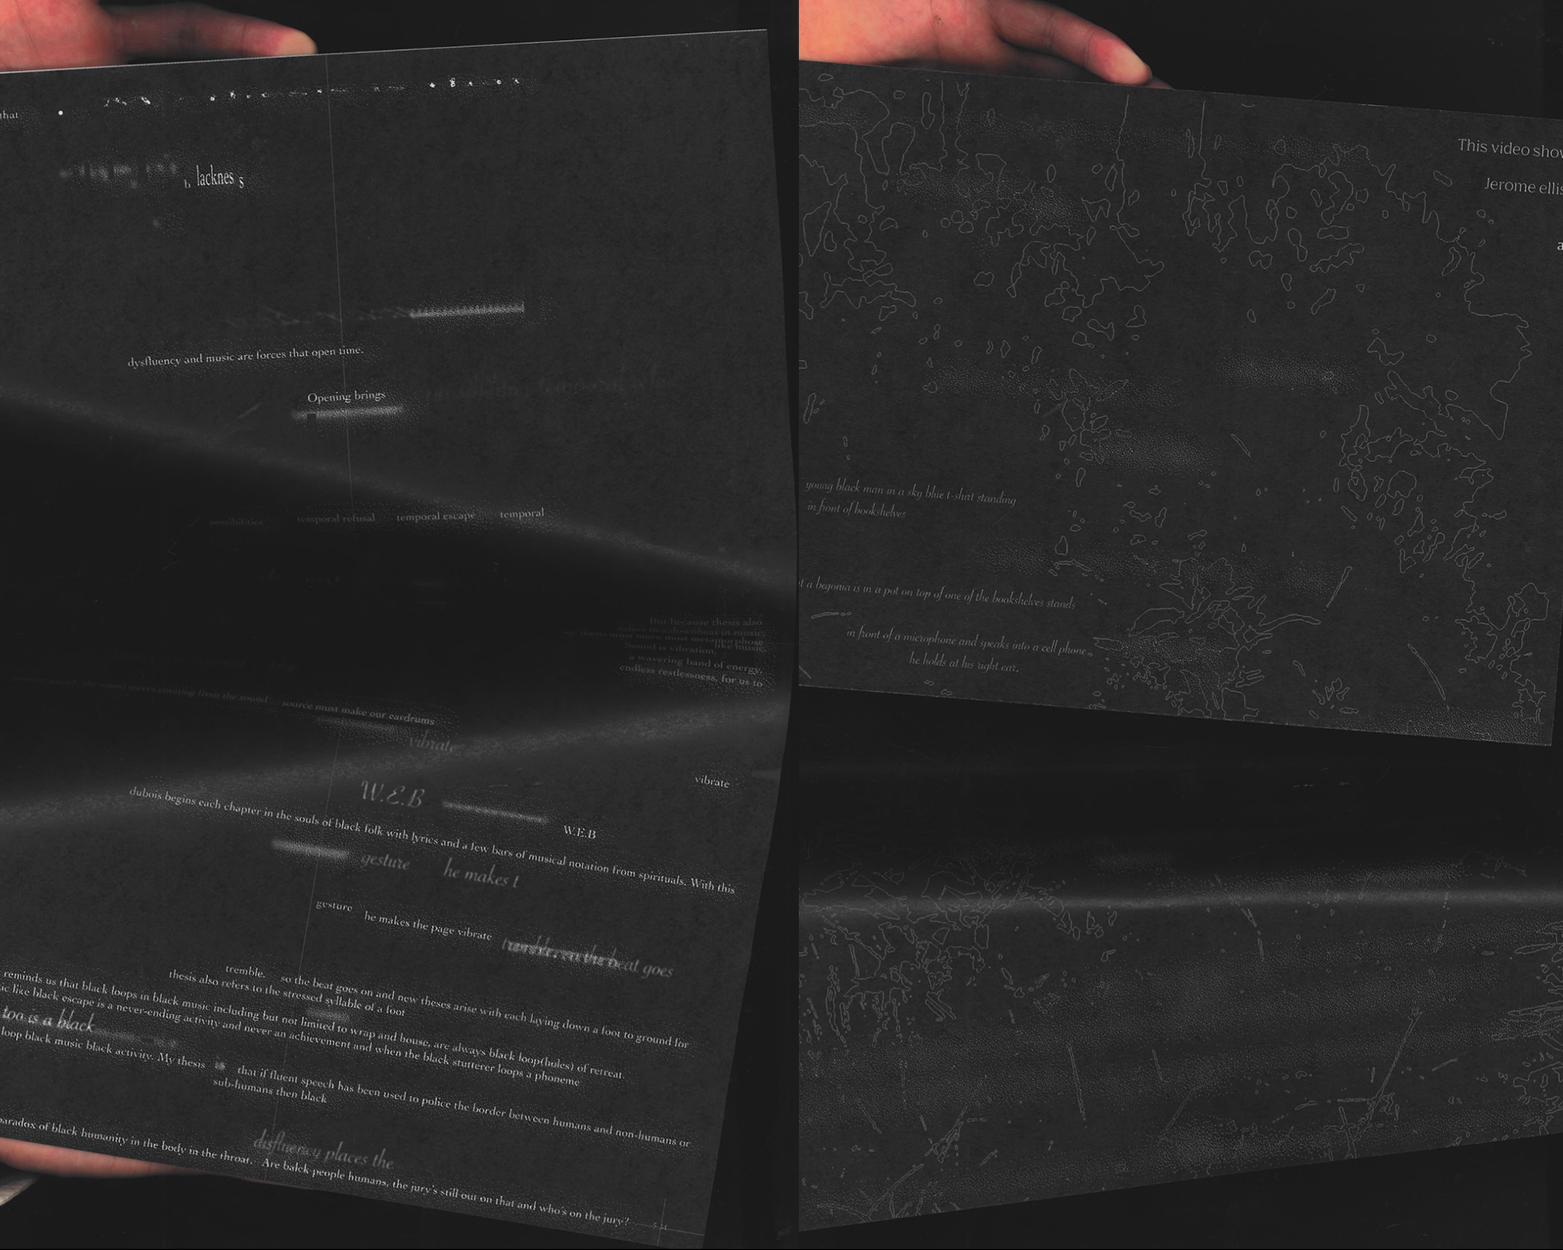 that
b lacknes s
dysfluency and music are forces that open time.
Opening brings
temporal refusal temporal escape temporal
But because thesis also
like music,
Sound is vibration,
a wavering band of energy,
endless restlessness, for us to
source must make our eardrums
vibrate
vibrate
W.E.B
W.E.B
dubois begins each chapter in the souls of black folk with lyrics and a few bars of musical notation from spirituals. With this
gesture he makes t
gesture he makes the page vibrate
beat goes
tremble. so the beat goes on and new theses arise with each laying down a foot to ground for
thesis also refers to the stressed syllable of a foot
reminds us that black loops in black music including but not limited to wrap and house, are always black loop(holes) of retreat.
ic like black escape is a never-ending activity and never an achievement and when the black stutterer loops a phoneme
too is a black
loop black music black activity. My thesis that if fluent speech has been used to police the border between humans and non-humans or
sub-humans then black
disfluency places the
paradox of black humanity in the body in the throat. Are balck people humans, the jury's still out on that and who's on the jury?
This video show
Jerome ellis
a
young black man in a sky blue t-shirt standing
in front of bookshelves
t a begonia is in a pot on top of one of the bookshelves stands
in front of a microphone and speaks into a cell phone
he holds at his right ear.